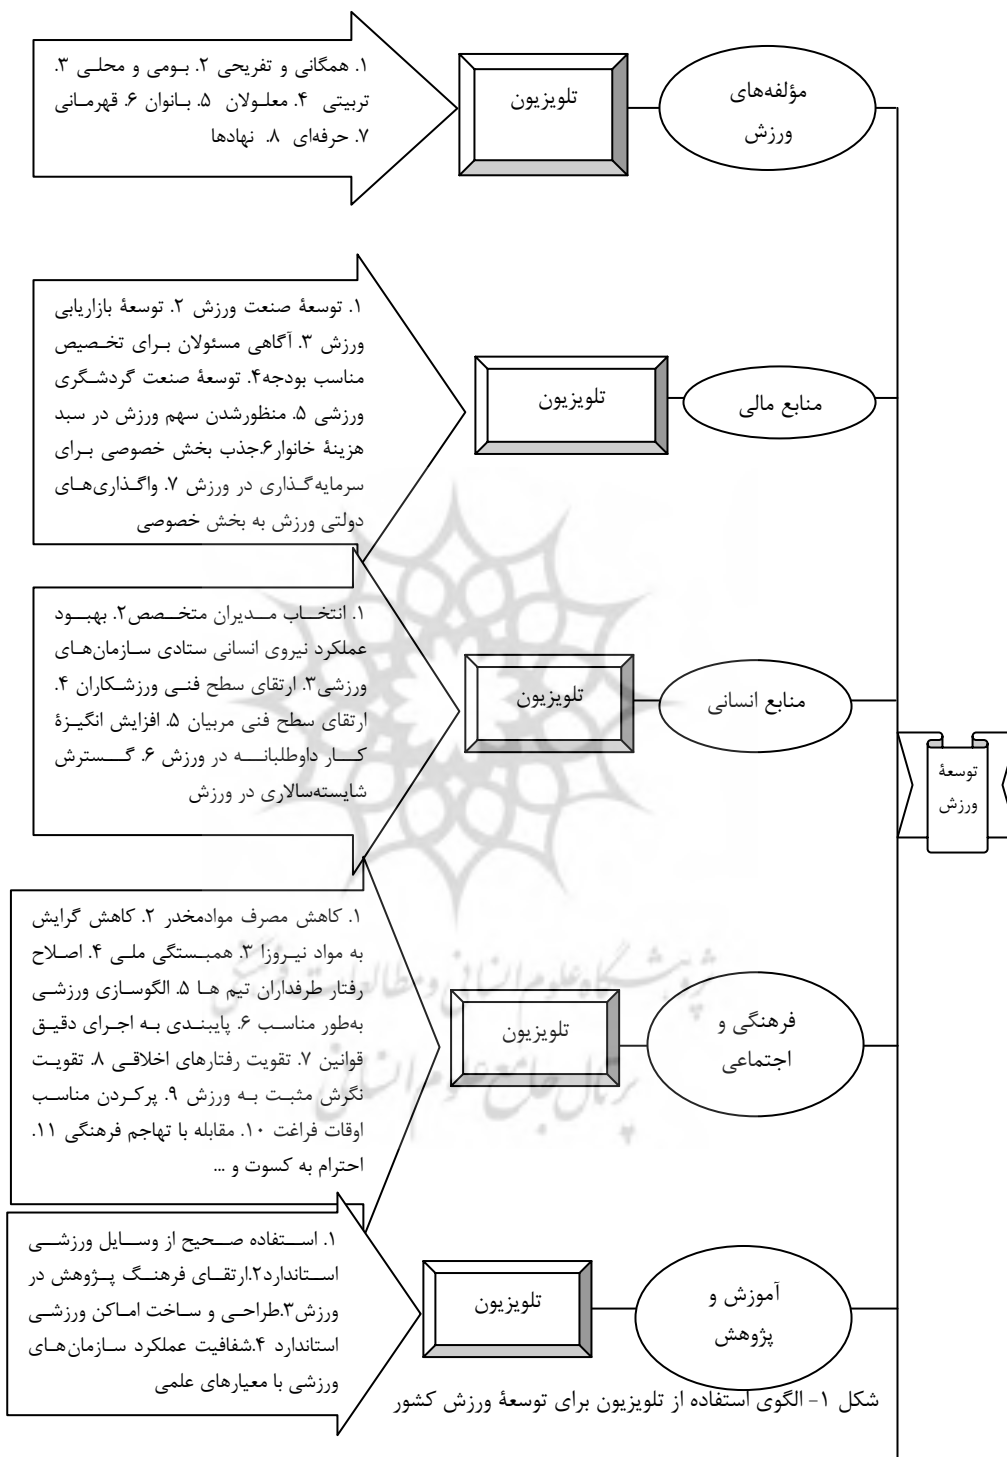 مؤلفه‌های
ورزش
تلویزیون
۱. همگانی و تفریحی ۲. بومی و محلی ۳.
تربیتی ۴. معلولان ۵. بانوان ۶. قهرمانی
۷. حرفه‌ای ۸. نهادها
منابع مالی
تلویزیون
۱. توسعهٔ صنعت ورزش ۲. توسعهٔ بازاریابی
ورزش ۳. آگاهی مسئولان برای تخصیص
مناسب بودجه۴. توسعهٔ صنعت گردشگری
ورزشی ۵. منظورشدن سهم ورزش در سبد
هزینهٔ خانوار۶.جذب بخش خصوصی برای
سرمایه‌گذاری در ورزش ۷. واگذاری‌های
دولتی ورزش به بخش خصوصی
منابع انسانی
تلویزیون
۱. انتخاب مدیران متخصص۲. بهبود
عملکرد نیروی انسانی ستادی سازمان‌های
ورزشی۳. ارتقای سطح فنی ورزشکاران ۴.
ارتقای سطح فنی مربیان ۵. افزایش انگیزهٔ
کار داوطلبانه در ورزش ۶. گسترش
شایسته‌سالاری در ورزش
توسعهٔ
ورزش
فرهنگی و
اجتماعی
تلویزیون
۱. کاهش مصرف موادمخدر ۲. کاهش گرایش
به مواد نیروزا ۳. همبستگی ملی ۴. اصلاح
رفتار طرفداران تیم ها ۵. الگوسازی ورزشی
به‌طور مناسب ۶. پایبندی به اجرای دقیق
قوانین ۷. تقویت رفتارهای اخلاقی ۸. تقویت
نگرش مثبت به ورزش ۹. پرکردن مناسب
اوقات فراغت ۱۰. مقابله با تهاجم فرهنگی ۱۱.
احترام به کسوت و ...
پژوهشگاه علوم انسانی و مطالعات فرهنگی
پرتال جامع علوم انسانی
آموزش و
پژوهش
تلویزیون
۱. استفاده صحیح از وسایل ورزشی
استاندارد۲.ارتقای فرهنگ پژوهش در
ورزش۳.طراحی و ساخت اماکن ورزشی
استاندارد ۴.شفافیت عملکرد سازمان‌های
ورزشی با معیارهای علمی
شکل ۱- الگوی استفاده از تلویزیون برای توسعهٔ ورزش کشور